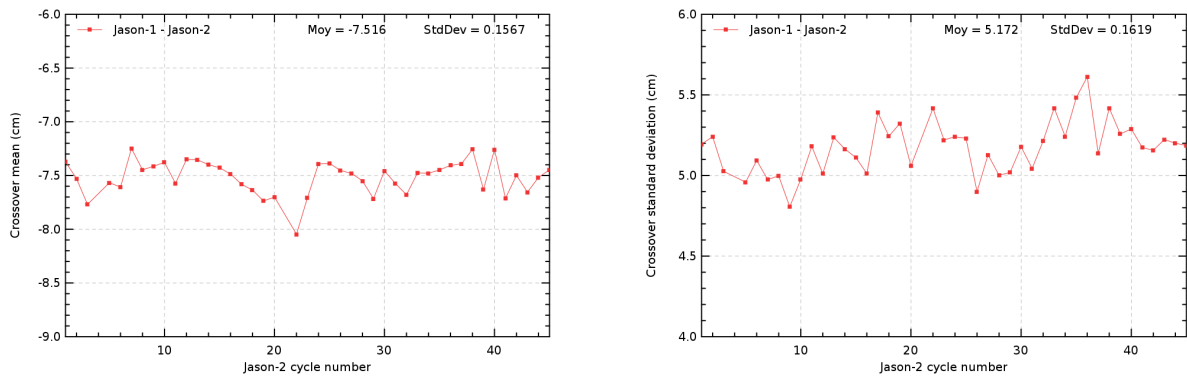 Jason-1 - Jason-2 Moy = -7.516 StdDev = 0.1567
-6.0
-6.5
-7.0
-7.5
-8.0
-8.5
-9.0
Crossover mean (cm)
10 20 30 40
Jason-2 cycle number
Jason-1 - Jason-2 Moy = 5.172 StdDev = 0.1619
6.0
5.5
5.0
4.5
4.0
Crossover standard deviation (cm)
10 20 30 40
Jason-2 cycle number